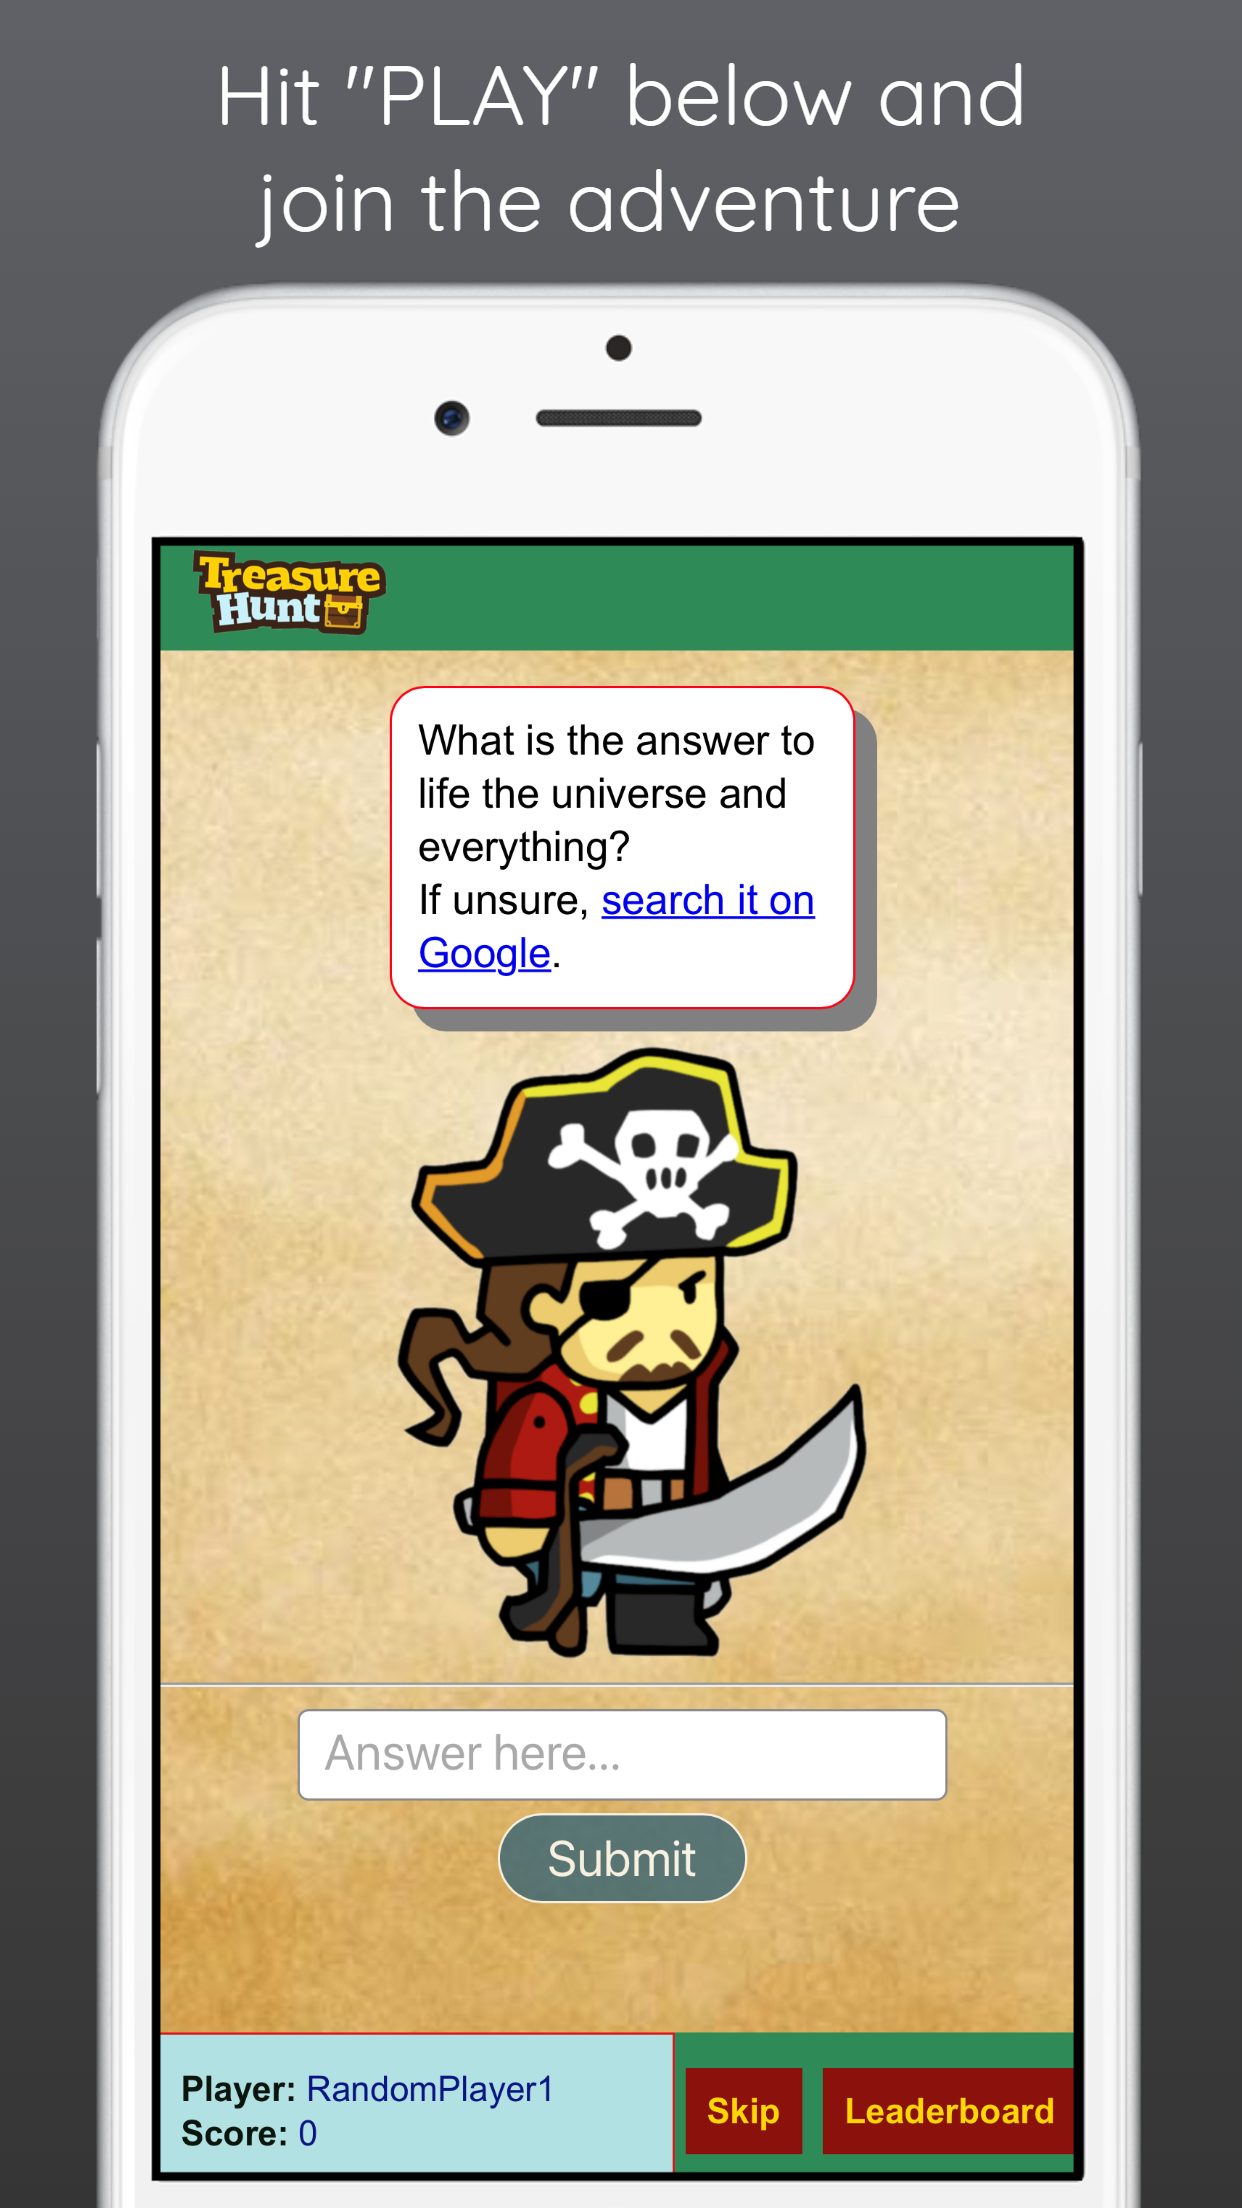 Hit "PLAY" below and
join the adventure
Treasure
Hunt
What is the answer to
life the universe and
everything?
If unsure, search it on
Google.
Answer here...
Submit
Player: RandomPlayer1
Score: 0
Skip
Leaderboard